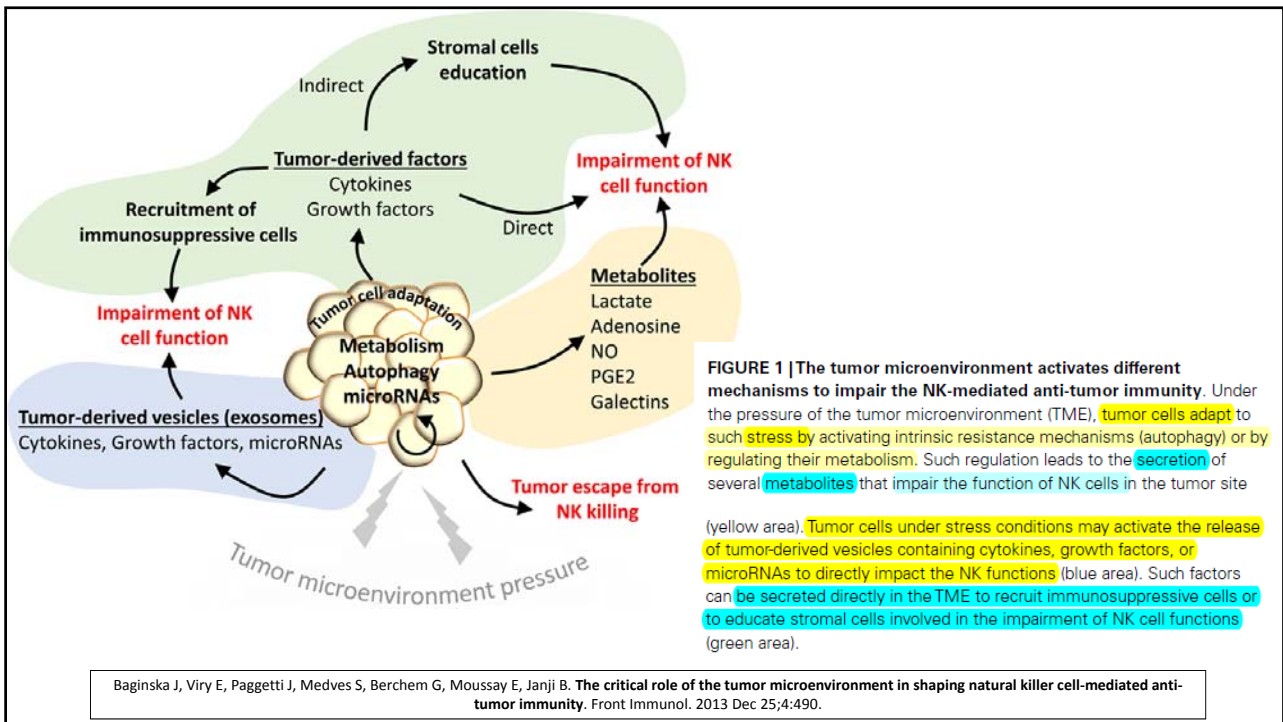 Stromal cells
education
Indirect
Tumor-derived factors
Cytokines
Growth factors
Impairment of NK
cell function
Recruitment of
immunosuppressive cells
Direct
Metabolites
Lactate
Adenosine
NO
PGE2
Galectins
Impairment of NK
cell function
Tumor cell adaptation
Metabolism
Autophagy
microRNAs
Tumor-derived vesicles (exosomes)
Cytokines, Growth factors, microRNAs
Tumor escape from
NK killing
Tumor microenvironment pressure
FIGURE 1 | The tumor microenvironment activates different
mechanisms to impair the NK-mediated anti-tumor immunity. Under
the pressure of the tumor microenvironment (TME), tumor cells adapt to
such stress by activating intrinsic resistance mechanisms (autophagy) or by
regulating their metabolism. Such regulation leads to the secretion of
several metabolites that impair the function of NK cells in the tumor site
(yellow area). Tumor cells under stress conditions may activate the release
of tumor-derived vesicles containing cytokines, growth factors, or
microRNAs to directly impact the NK functions (blue area). Such factors
can be secreted directly in the TME to recruit immunosuppressive cells or
to educate stromal cells involved in the impairment of NK cell functions
(green area).
Baginska J, Viry E, Paggetti J, Medves S, Berchem G, Moussay E, Janji B. The critical role of the tumor microenvironment in shaping natural killer cell-mediated anti-
tumor immunity. Front Immunol. 2013 Dec 25;4:490.